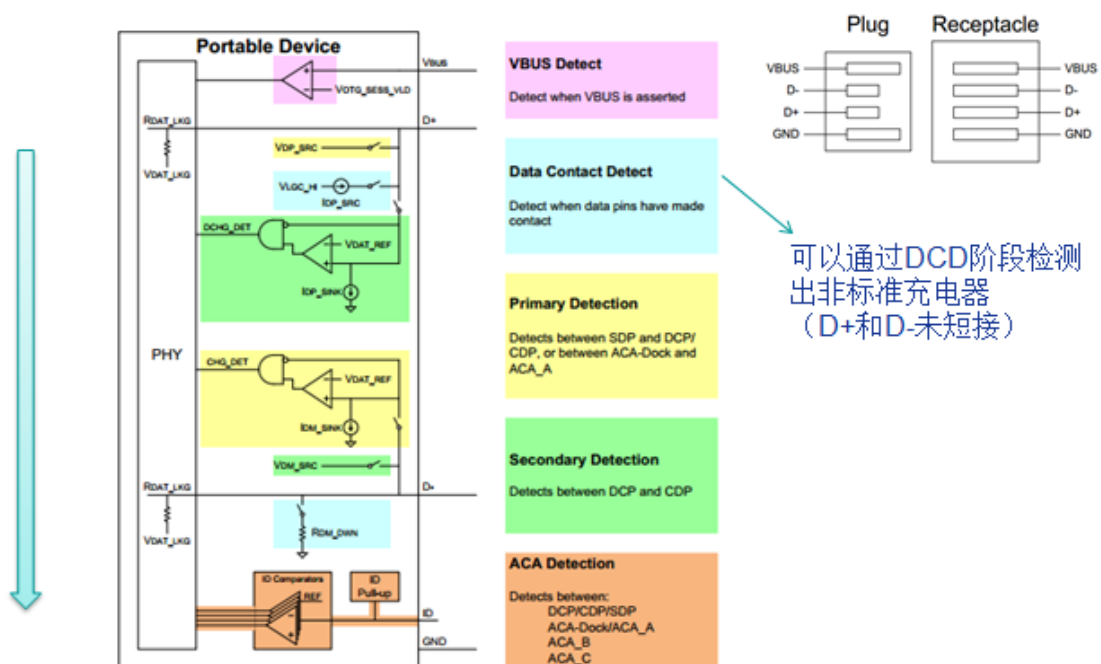 Portable Device
VBUS
VOTG_SESS_VLD
RDAT_LKG
D+
VDP_SRC
VDAT_LKG
VLGC_HI
IDP_SRC
DCHG_DET
VDAT_REF
IDP_SINK
PHY
CHG_DET
VDAT_REF
IDM_SINK
VDM_SRC
RDAT_LKG
RDM_DWN
VDAT_LKG
ID Comparators
REF
ID
Pull-up
ID
GND
VBUS Detect
Detect when VBUS is asserted
Data Contact Detect
Detect when data pins have made
contact
Primary Detection
Detects between SDP and DCP/
CDP, or between ACA-Dock and
ACA_A
Secondary Detection
Detects between DCP and CDP
ACA Detection
Detects between:
DCP/CDP/SDP
ACA-Dock/ACA_A
ACA_B
ACA_C
Plug
Receptacle
VBUS
D-
D+
GND
VBUS
D-
D+
GND
可以通过DCD阶段检测
出非标准充电器
（D+和D-未短接）